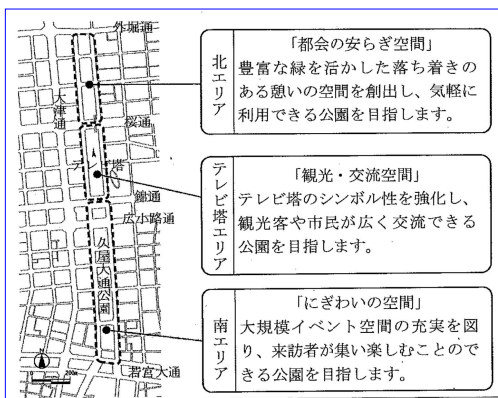 外堀通
大津通
桜通
テレビ塔
錦通
広小路通
久屋大通公園
若宮大通
0
200m
北エリア
「都会の安らぎ空間」
豊富な緑を活かした落ち着きの
ある憩いの空間を創出し、気軽に
利用できる公園を目指します。
テレビ塔エリア
「観光・交流空間」
テレビ塔のシンボル性を強化し、
観光客や市民が広く交流できる
公園を目指します。
南エリア
「にぎわいの空間」
大規模イベント空間の充実を図
り、来訪者が集い楽しむことので
きる公園を目指します。